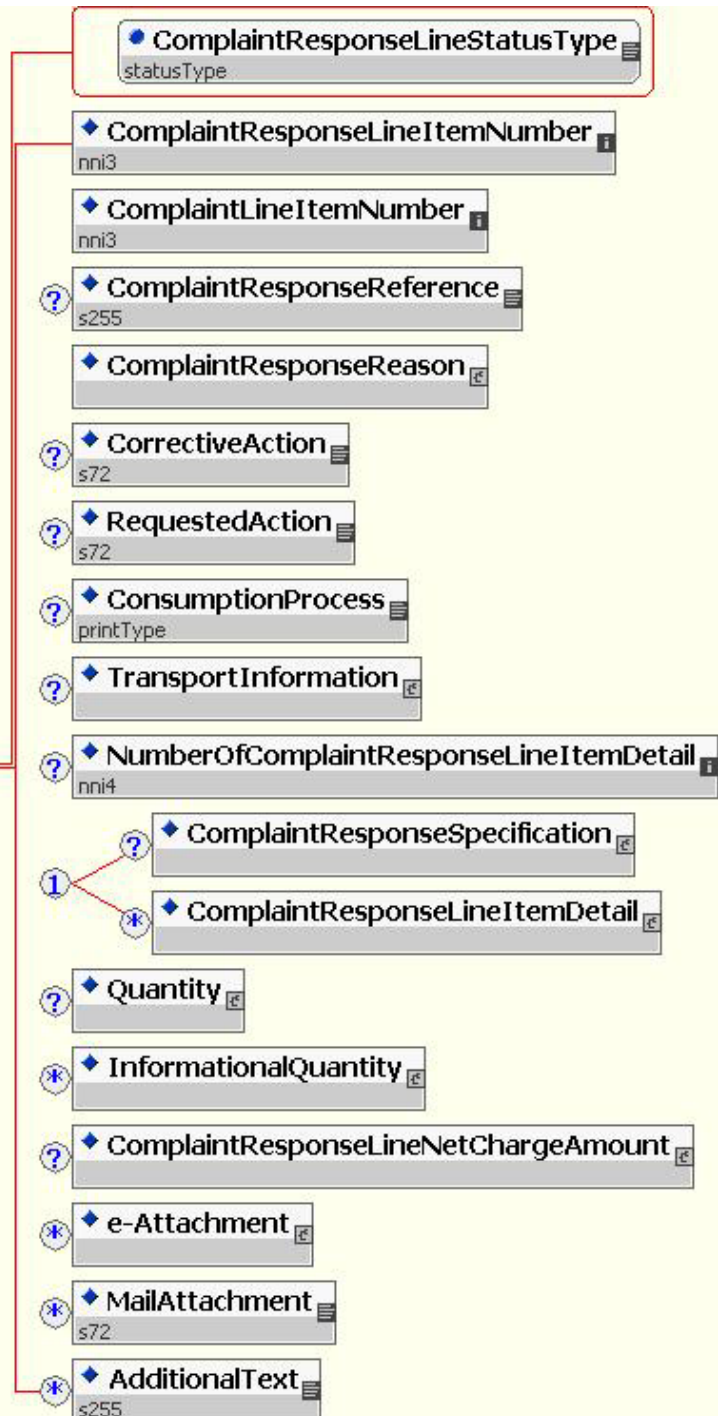 ComplaintResponseLineStatusType
statusType
ComplaintResponseLineItemNumber
nni3
ComplaintLineItemNumber
nni3
? ComplaintResponseReference
s255
ComplaintResponseReason
? CorrectiveAction
s72
? RequestedAction
s72
? ConsumptionProcess
printType
? TransportInformation
? NumberOfComplaintResponseLineItemDetail
nni4
? ComplaintResponseSpecification
1
* ComplaintResponseLineItemDetail
? Quantity
* InformationalQuantity
? ComplaintResponseLineNetChargeAmount
* e-Attachment
* MailAttachment
s72
* AdditionalText
s255